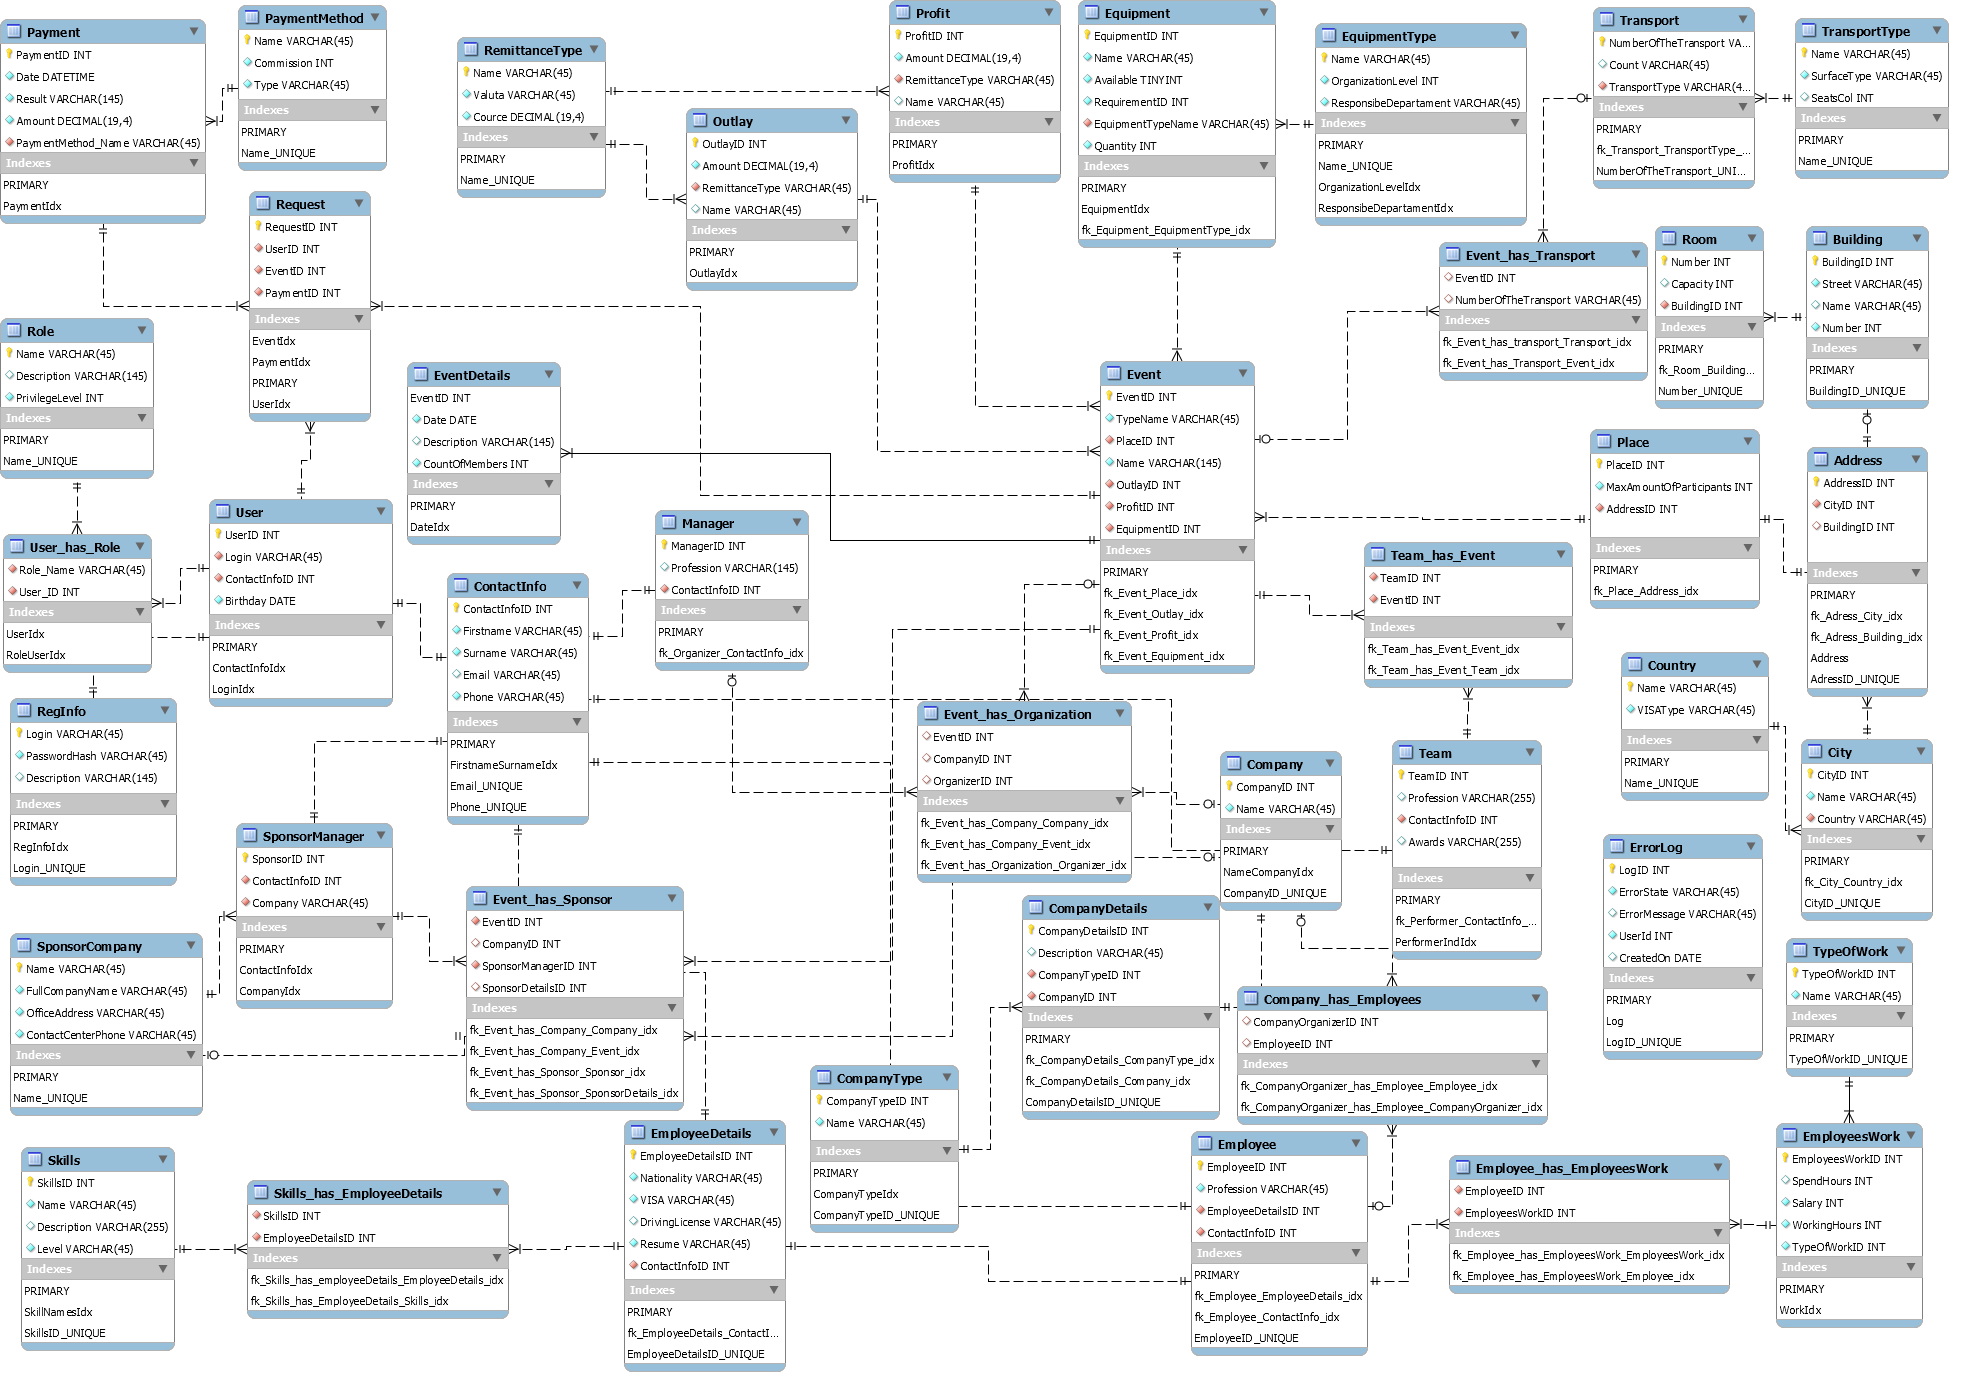 Payment
PaymentID INT
Date DATETIME
Result VARCHAR(145)
Amount DECIMAL(19,4)
PaymentMethod_Name VARCHAR(45)
Indexes
PRIMARY
PaymentIdx
PaymentMethod
Name VARCHAR(45)
Commission INT
Type VARCHAR(45)
Indexes
PRIMARY
Name_UNIQUE
RemittanceType
Name VARCHAR(45)
Valuta VARCHAR(45)
Cource DECIMAL(19,4)
Indexes
PRIMARY
Name_UNIQUE
Outlay
OutlayID INT
Amount DECIMAL(19,4)
RemittanceType VARCHAR(45)
Name VARCHAR(45)
Indexes
PRIMARY
OutlayIdx
Profit
ProfitID INT
Amount DECIMAL(19,4)
RemittanceType VARCHAR(45)
Name VARCHAR(45)
Indexes
PRIMARY
ProfitIdx
Equipment
EquipmentID INT
Name VARCHAR(45)
Available TINYINT
RequirementID INT
EquipmentTypeName VARCHAR(45)
Quantity INT
Indexes
PRIMARY
EquipmentIdx
fk_Equipment_EquipmentType_idx
EquipmentType
Name VARCHAR(45)
OrganizationLevel INT
ResponsibeDepartament VARCHAR(45)
Indexes
PRIMARY
Name_UNIQUE
OrganizationLevelIdx
ResponsibeDepartamentIdx
Transport
NumberOfTheTransport VA...
Count VARCHAR(45)
TransportType VARCHAR(4...
Indexes
PRIMARY
fk_Transport_TransportType_...
NumberOfTheTransport_UNI...
TransportType
Name VARCHAR(45)
SurfaceType VARCHAR(45)
SeatsCol INT
Indexes
PRIMARY
Name_UNIQUE
Request
RequestID INT
UserID INT
EventID INT
PaymentID INT
Indexes
EventIdx
PaymentIdx
PRIMARY
UserIdx
Event_has_Transport
EventID INT
NumberOfTheTransport VARCHAR(45)
Indexes
fk_Event_has_transport_Transport_idx
fk_Event_has_Transport_Event_idx
Room
Number INT
Capacity INT
BuildingID INT
Indexes
PRIMARY
fk_Room_Building...
Number_UNIQUE
Building
BuildingID INT
Street VARCHAR(45)
Name VARCHAR(45)
Number INT
Indexes
PRIMARY
BuildingID_UNIQUE
Role
Name VARCHAR(45)
Description VARCHAR(145)
PrivilegeLevel INT
Indexes
PRIMARY
Name_UNIQUE
EventDetails
EventID INT
Date DATE
Description VARCHAR(145)
CountOfMembers INT
Indexes
PRIMARY
DateIdx
Event
EventID INT
TypeName VARCHAR(45)
PlaceID INT
Name VARCHAR(145)
OutlayID INT
ProfitID INT
EquipmentID INT
Indexes
PRIMARY
fk_Event_Place_idx
fk_Event_Outlay_idx
fk_Event_Profit_idx
fk_Event_Equipment_idx
Place
PlaceID INT
MaxAmountOfParticipants INT
AddressID INT
Indexes
PRIMARY
fk_Place_Address_idx
Address
AddressID INT
CityID INT
BuildingID INT
Indexes
PRIMARY
fk_Adress_City_idx
fk_Adress_Building_idx
Address
AdressID_UNIQUE
User_has_Role
Role_Name VARCHAR(45)
User_ID INT
Indexes
UserIdx
RoleUserIdx
User
UserID INT
Login VARCHAR(45)
ContactInfoID INT
Birthday DATE
Indexes
PRIMARY
ContactInfoIdx
LoginIdx
ContactInfo
ContactInfoID INT
Firstname VARCHAR(45)
Surname VARCHAR(45)
Email VARCHAR(45)
Phone VARCHAR(45)
Indexes
PRIMARY
FirstnameSurnameIdx
Email_UNIQUE
Phone_UNIQUE
Manager
ManagerID INT
Profession VARCHAR(145)
ContactInfoID INT
Indexes
PRIMARY
fk_Organizer_ContactInfo_idx
Team_has_Event
TeamID INT
EventID INT
Indexes
fk_Team_has_Event_Event_idx
fk_Team_has_Event_Team_idx
Country
Name VARCHAR(45)
VISAType VARCHAR(45)
Indexes
PRIMARY
Name_UNIQUE
City
CityID INT
Name VARCHAR(45)
Country VARCHAR(45)
Indexes
PRIMARY
fk_City_Country_idx
CityID_UNIQUE
RegInfo
Login VARCHAR(45)
PasswordHash VARCHAR(45)
Description VARCHAR(145)
Indexes
PRIMARY
RegInfoIdx
Login_UNIQUE
Event_has_Organization
EventID INT
CompanyID INT
OrganizerID INT
Indexes
fk_Event_has_Company_Company_idx
fk_Event_has_Company_Event_idx
fk_Event_has_Organization_Organizer_idx
Company
CompanyID INT
Name VARCHAR(45)
Indexes
PRIMARY
NameCompanyIdx
CompanyID_UNIQUE
Team
TeamID INT
Profession VARCHAR(255)
ContactInfoID INT
Awards VARCHAR(255)
Indexes
PRIMARY
fk_Performer_ContactInfo_...
PerformerIndIdx
ErrorLog
LogID INT
ErrorState VARCHAR(45)
ErrorMessage VARCHAR(45)
UserId INT
CreatedOn DATE
Indexes
PRIMARY
Log
LogID_UNIQUE
SponsorManager
SponsorID INT
ContactInfoID INT
Company VARCHAR(45)
Indexes
PRIMARY
ContactInfoIdx
CompanyIdx
Event_has_Sponsor
EventID INT
CompanyID INT
SponsorManagerID INT
SponsorDetailsID INT
Indexes
fk_Event_has_Company_Company_idx
fk_Event_has_Company_Event_idx
fk_Event_has_Sponsor_Sponsor_idx
fk_Event_has_Sponsor_SponsorDetails_idx
CompanyDetails
CompanyDetailsID INT
Description VARCHAR(45)
CompanyTypeID INT
CompanyID INT
Indexes
PRIMARY
fk_CompanyDetails_CompanyType_idx
fk_CompanyDetails_Company_idx
CompanyDetailsID_UNIQUE
SponsorCompany
Name VARCHAR(45)
FullCompanyName VARCHAR(45)
OfficeAddress VARCHAR(45)
ContactCenterPhone VARCHAR(45)
Indexes
PRIMARY
Name_UNIQUE
Company_has_Employees
CompanyOrganizerID INT
EmployeeID INT
Indexes
fk_CompanyOrganizer_has_Employee_Employee_idx
fk_CompanyOrganizer_has_Employee_CompanyOrganizer_idx
TypeOfWork
TypeOfWorkID INT
Name VARCHAR(45)
Indexes
PRIMARY
TypeOfWorkID_UNIQUE
CompanyType
CompanyTypeID INT
Name VARCHAR(45)
Indexes
PRIMARY
CompanyTypeIdx
CompanyTypeID_UNIQUE
Skills
SkillsID INT
Name VARCHAR(45)
Description VARCHAR(255)
Level VARCHAR(45)
Indexes
PRIMARY
SkillNamesIdx
SkillsID_UNIQUE
Skills_has_EmployeeDetails
SkillsID INT
EmployeeDetailsID INT
Indexes
fk_Skills_has_employeeDetails_EmployeeDetails_idx
fk_Skills_has_EmployeeDetails_Skills_idx
EmployeeDetails
EmployeeDetailsID INT
Nationality VARCHAR(45)
VISA VARCHAR(45)
DrivingLicense VARCHAR(45)
Resume VARCHAR(45)
ContactInfoID INT
Indexes
PRIMARY
fk_EmployeeDetails_ContactI...
EmployeeDetailsID_UNIQUE
Employee
EmployeeID INT
Profession VARCHAR(45)
EmployeeDetailsID INT
ContactInfoID INT
Indexes
PRIMARY
fk_Employee_EmployeeDetails_idx
fk_Employee_ContactInfo_idx
EmployeeID_UNIQUE
Employee_has_EmployeesWork
EmployeeID INT
EmployeesWorkID INT
Indexes
fk_Employee_has_EmployeesWork_EmployeesWork_idx
fk_Employee_has_EmployeesWork_Employee_idx
EmployeesWork
EmployeesWorkID INT
SpendHours INT
Salary INT
WorkingHours INT
TypeOfWorkID INT
Indexes
PRIMARY
WorkIdx